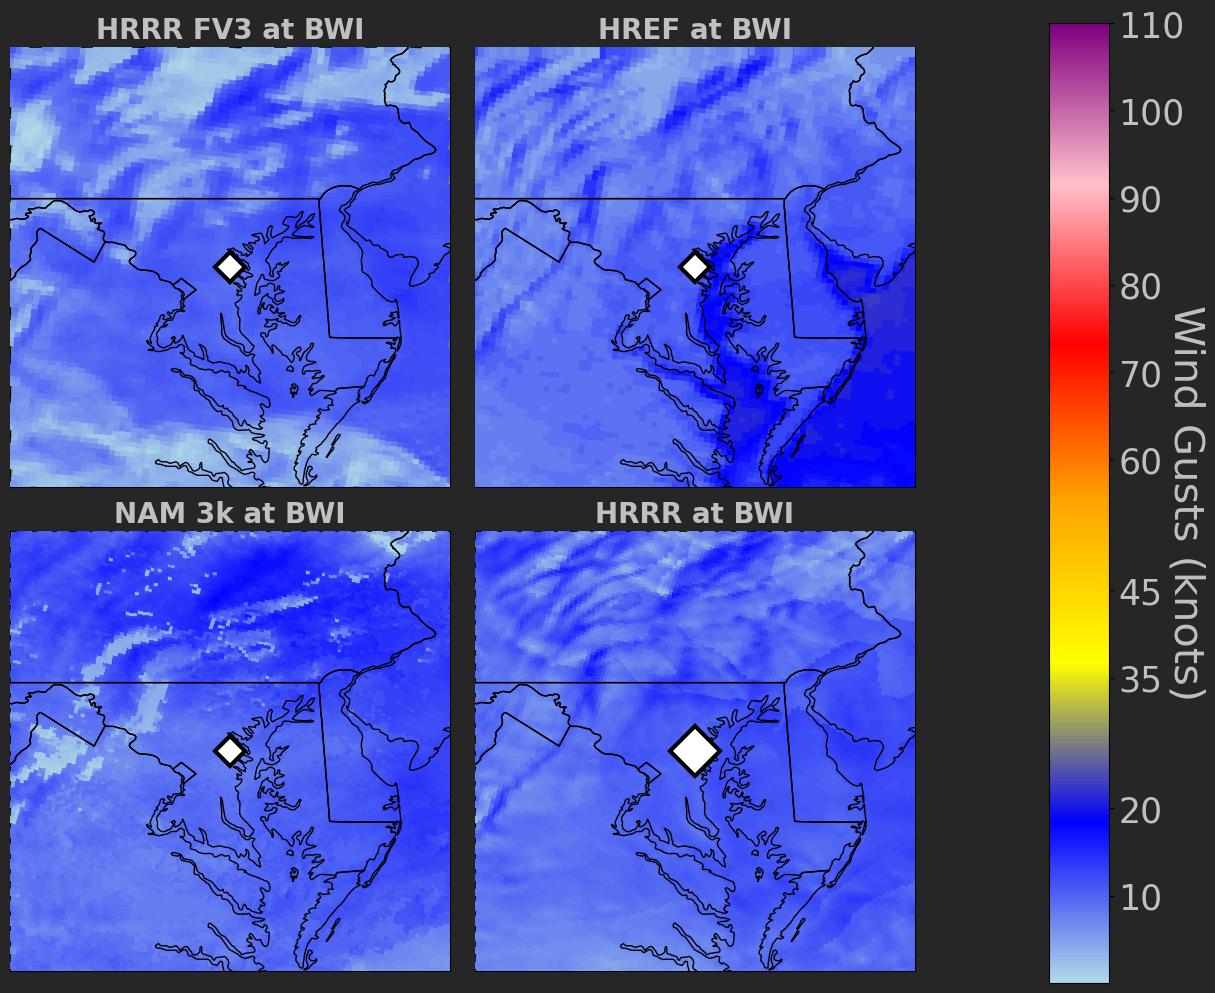 HRRR FV3 at BWI
HREF at BWI
NAM 3k at BWI
HRRR at BWI
110
100
90
80
70
60
45
35
20
10
Wind Gusts (knots)